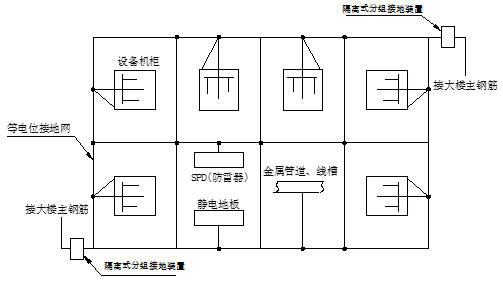 隔离式分组接地装置
设备机柜
接大楼主钢筋
等电位接地网
SPD(防雷器)
金属管道、线槽
静电地板
接大楼主钢筋
隔离式分组接地装置